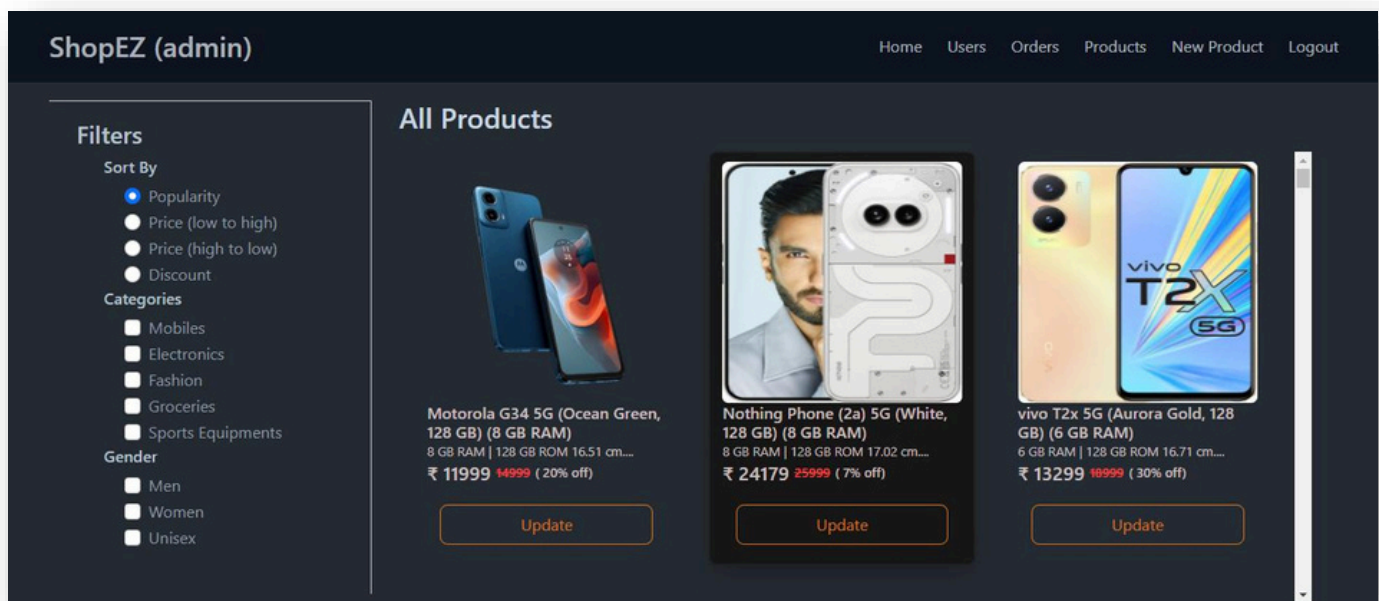 ShopEZ (admin)
Home Users Orders Products New Product Logout
Filters
Sort By
Popularity
Price (low to high)
Price (high to low)
Discount
Categories
Mobiles
Electronics
Fashion
Groceries
Sports Equipments
Gender
Men
Women
Unisex
All Products
Motorola G34 5G (Ocean Green,
128 GB) (8 GB RAM)
8 GB RAM | 128 GB ROM 16.51 cm....
₹ 11999 14999 ( 20% off)
Update
Nothing Phone (2a) 5G (White,
128 GB) (8 GB RAM)
8 GB RAM | 128 GB ROM 17.02 cm....
₹ 24179 25999 ( 7% off)
Update
vivo
T2X
5G
vivo T2x 5G (Aurora Gold, 128
GB) (6 GB RAM)
6 GB RAM | 128 GB ROM 16.71 cm....
₹ 13299 18999 ( 30% off)
Update